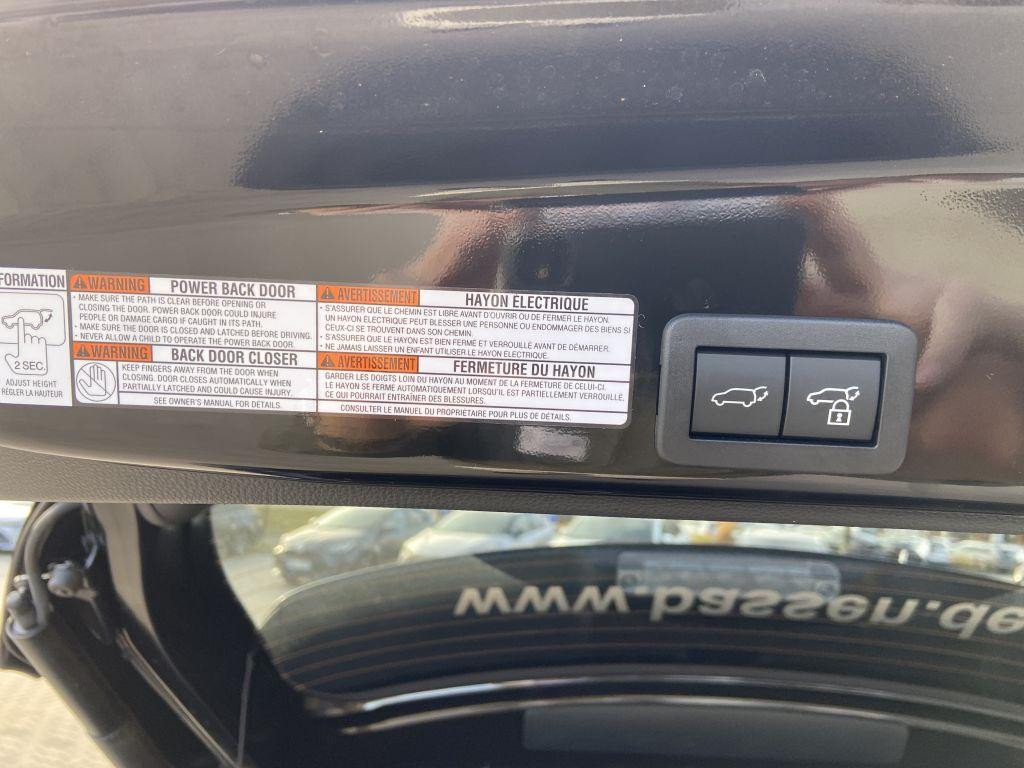 FORMATION
2 SEC.
ADJUST HEIGHT
RÉGLER LA HAUTEUR
WARNING POWER BACK DOOR
• MAKE SURE THE PATH IS CLEAR BEFORE OPENING OR
CLOSING THE DOOR. POWER BACK DOOR COULD INJURE
PEOPLE OR DAMAGE CARGO IF CAUGHT IN ITS PATH.
• MAKE SURE THE DOOR IS CLOSED AND LATCHED BEFORE DRIVING.
• NEVER ALLOW A CHILD TO OPERATE THE POWER BACK DOOR.
WARNING BACK DOOR CLOSER
KEEP FINGERS AWAY FROM THE DOOR WHEN
CLOSING. DOOR CLOSES AUTOMATICALLY WHEN
PARTIALLY LATCHED AND COULD CAUSE INJURY.
SEE OWNER'S MANUAL FOR DETAILS.
AVERTISSEMENT HAYON ÉLECTRIQUE
• S'ASSURER QUE LE CHEMIN EST LIBRE AVANT D'OUVRIR OU DE FERMER LE HAYON.
UN HAYON ÉLECTRIQUE PEUT BLESSER UNE PERSONNE OU ENDOMMAGER DES BIENS SI
CEUX-CI SE TROUVENT DANS SON CHEMIN.
• S'ASSURER QUE LE HAYON EST BIEN FERMÉ ET VERROUILLÉ AVANT DE DÉMARRER.
• NE JAMAIS LAISSER UN ENFANT UTILISER LE HAYON ÉLECTRIQUE.
AVERTISSEMENT FERMETURE DU HAYON
GARDER LES DOIGTS LOIN DU HAYON AU MOMENT DE LA FERMETURE DE CELUI-CI.
LE HAYON SE FERME AUTOMATIQUEMENT LORSQU'IL EST PARTIELLEMENT VERROUILLÉ,
CE QUI POURRAIT ENTRAÎNER DES BLESSURES.
CONSULTER LE MANUEL DU PROPRIÉTAIRE POUR PLUS DE DÉTAILS.
www.bassen.de